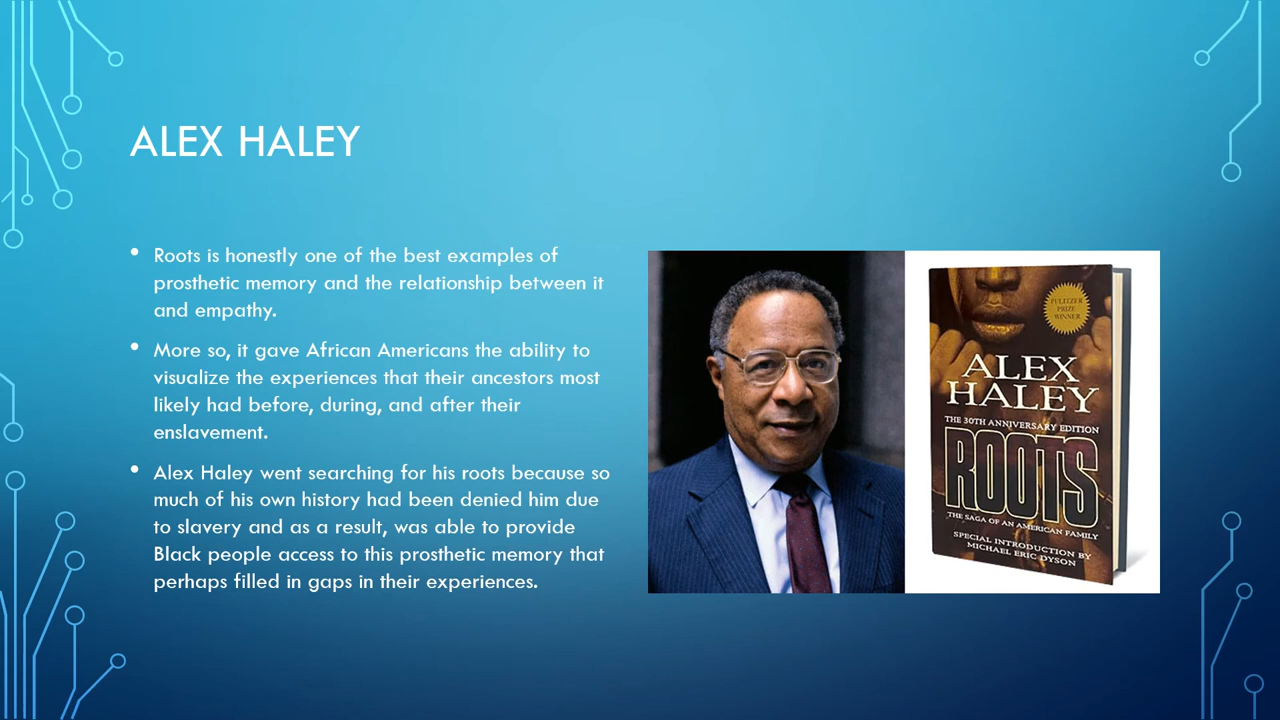 ALEX HALEY
• Roots is honestly one of the best examples of
prosthetic memory and the relationship between it
and empathy.
• More so, it gave African Americans the ability to
visualize the experiences that their ancestors most
likely had before, during, and after their
enslavement.
• Alex Haley went searching for his roots because so
much of his own history had been denied him due
to slavery and as a result, was able to provide
Black people access to this prosthetic memory that
perhaps filled in gaps in their experiences.
PULITZER
PRIZE
WINNER
ALEX
HALEY
THE 30TH ANNIVERSARY EDITION
ROOTS
THE SAGA OF AN AMERICAN FAMILY
SPECIAL INTRODUCTION BY
MICHAEL ERIC DYSON